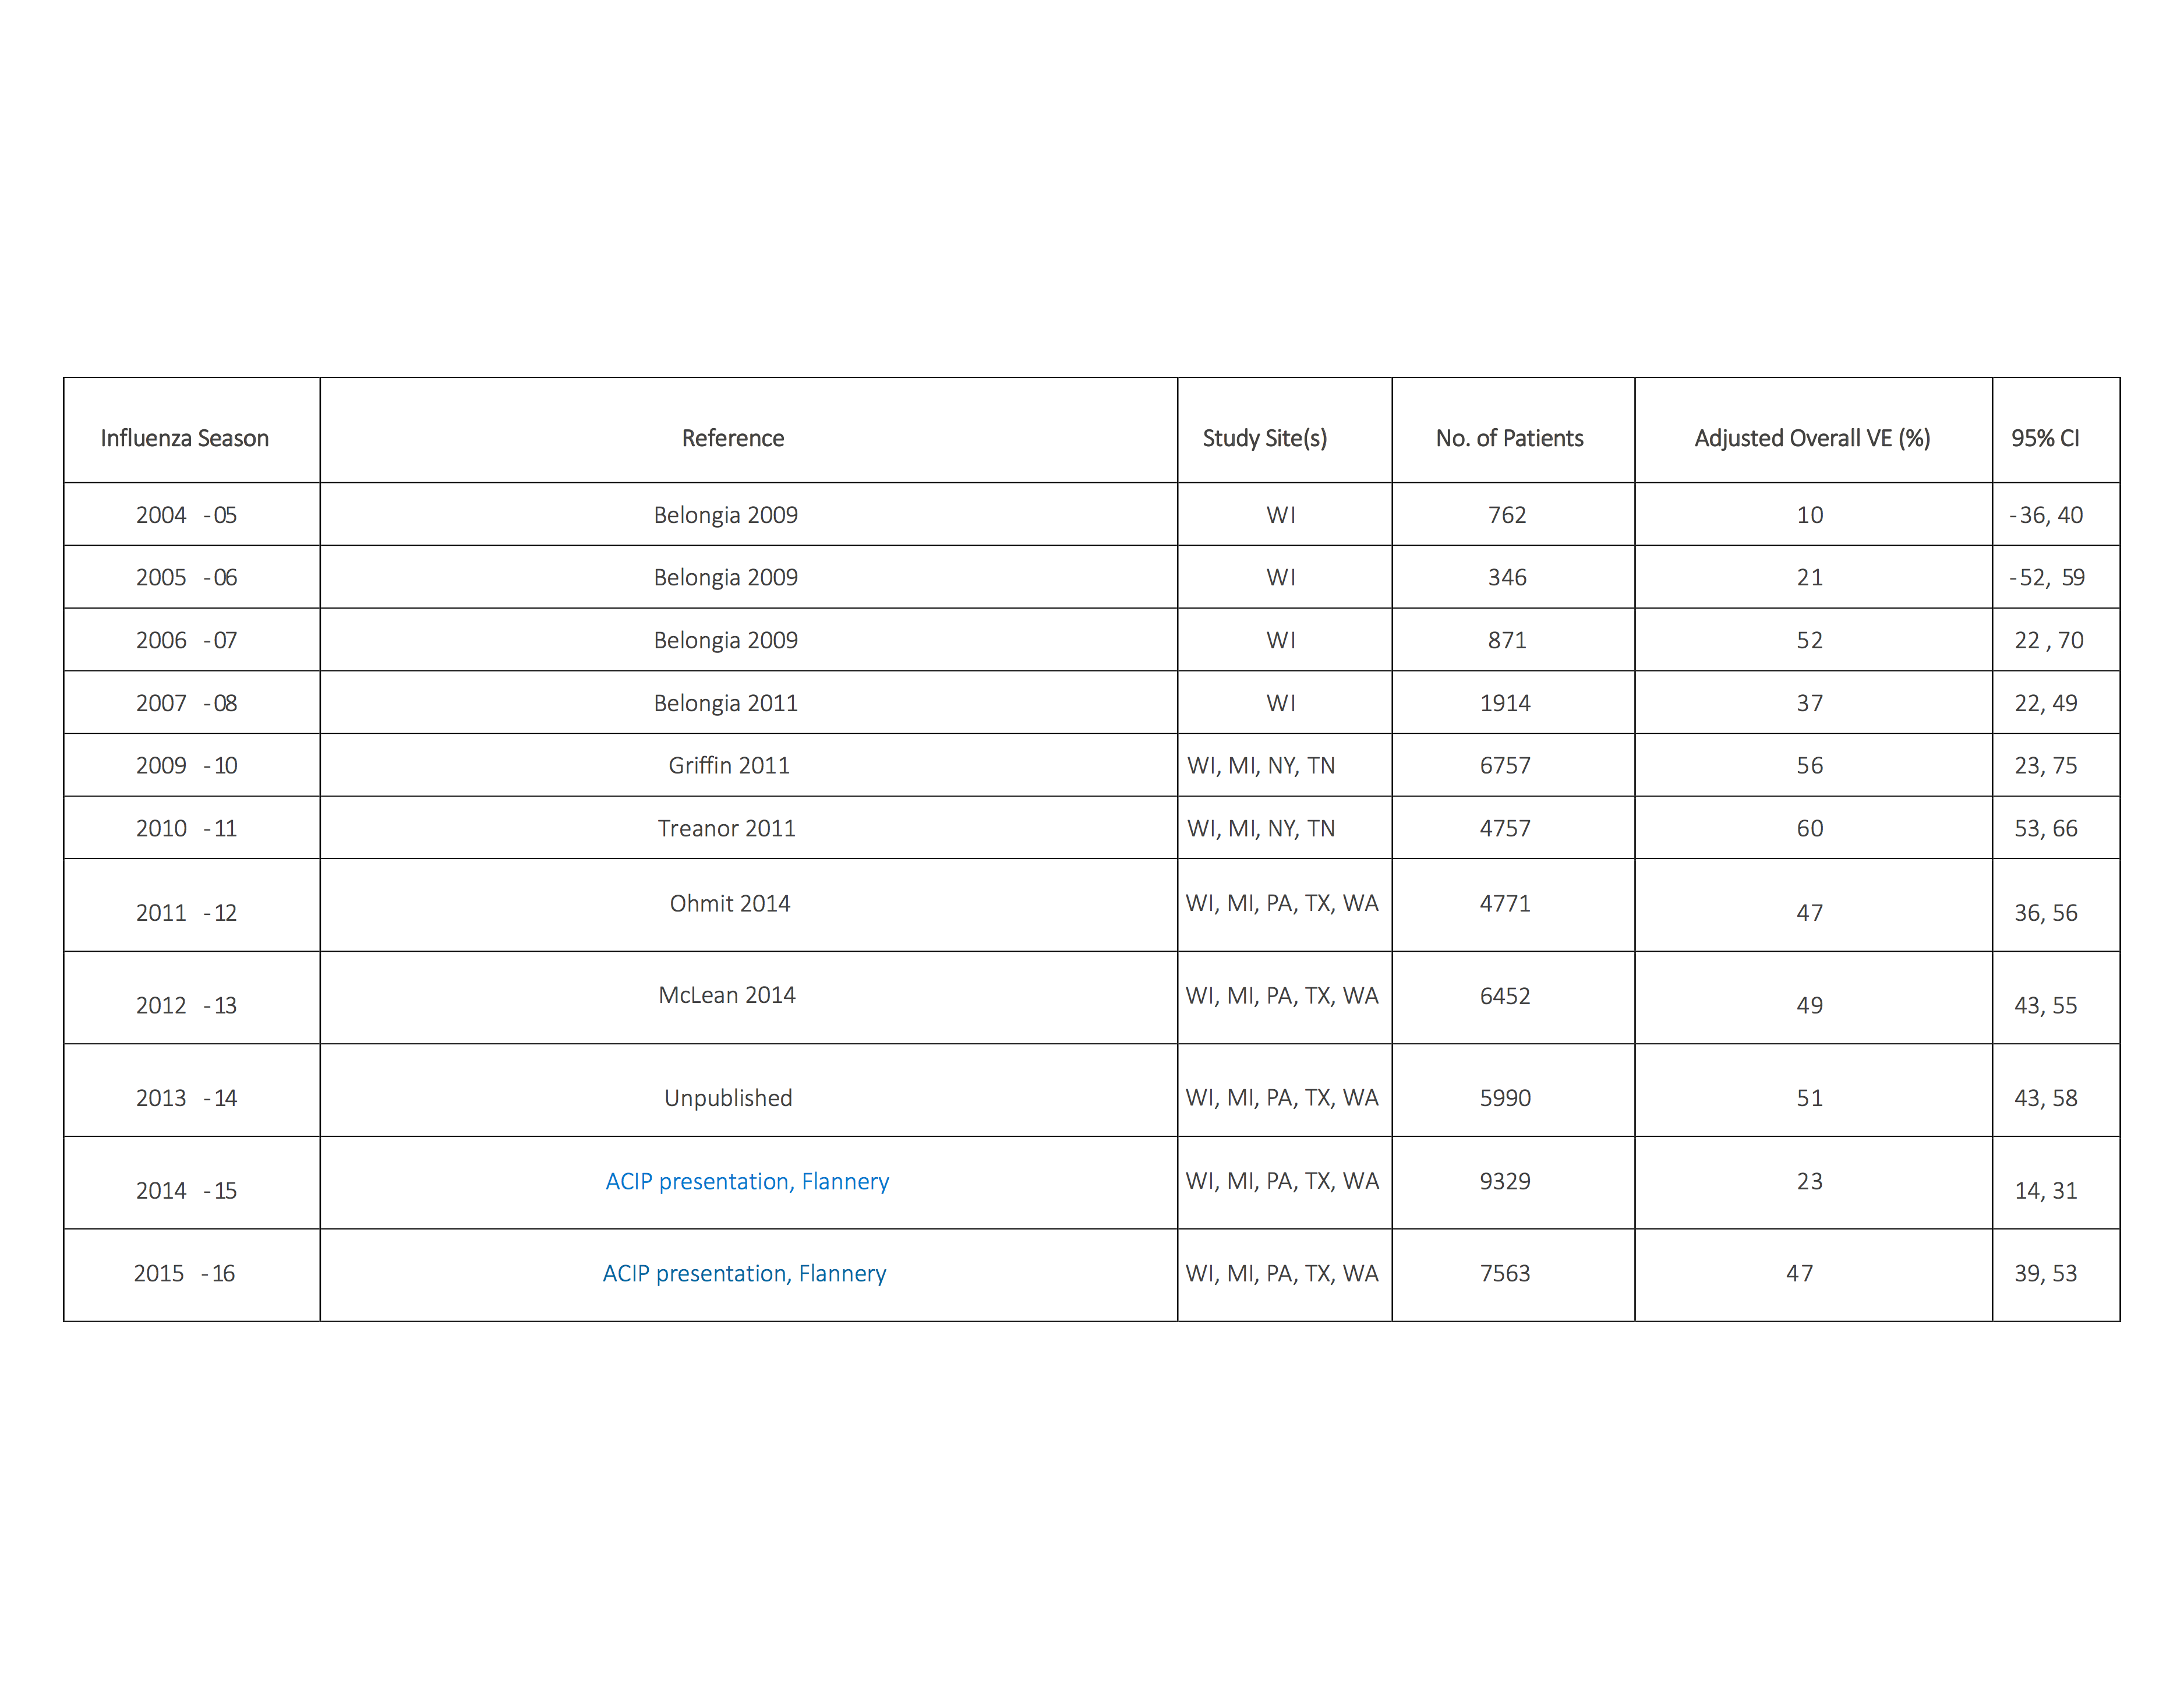 Influenza Season Reference Study Site(s) No. of Patients Adjusted Overall VE (%) 95% CI
2004 -05 Belongia 2009 WI 762 10 -36, 40
2005 -06 Belongia 2009 WI 346 21 -52, 59
2006 -07 Belongia 2009 WI 871 52 22 , 70
2007 -08 Belongia 2011 WI 1914 37 22, 49
2009 -10 Griffin 2011 WI, MI, NY, TN 6757 56 23, 75
2010 -11 Treanor 2011 WI, MI, NY, TN 4757 60 53, 66
2011 -12 Ohmit 2014 WI, MI, PA, TX, WA 4771 47 36, 56
2012 -13 McLean 2014 WI, MI, PA, TX, WA 6452 49 43, 55
2013 -14 Unpublished WI, MI, PA, TX, WA 5990 51 43, 58
2014 -15 ACIP presentation, Flannery WI, MI, PA, TX, WA 9329 23 14, 31
2015 -16 ACIP presentation, Flannery WI, MI, PA, TX, WA 7563 47 39, 53